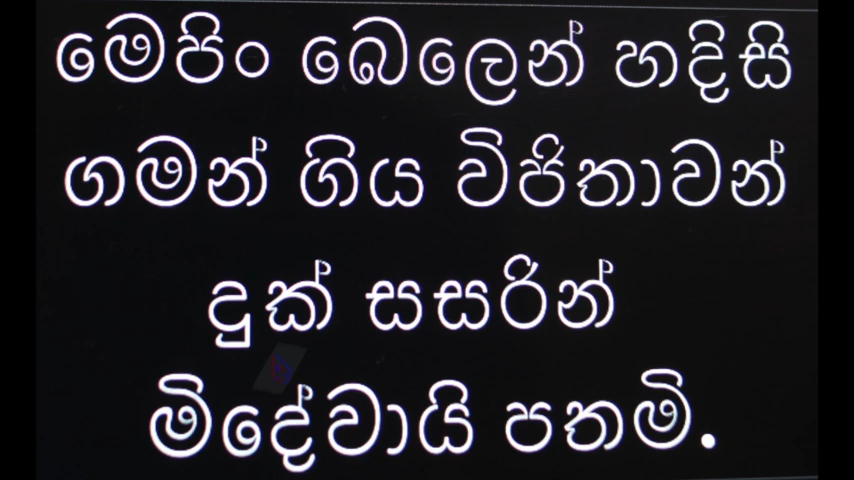 මෙපිං බෙලෙන් හදිසි
ගමන් ගිය විජිතාවන්
දුක් සසරින්
මිදේවායි පතමි.